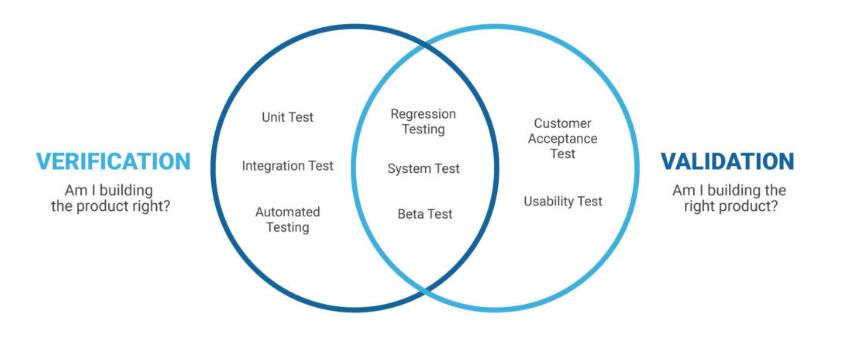 VERIFICATION
Am I building
the product right?
Unit Test
Integration Test
Automated
Testing
Regression
Testing
System Test
Beta Test
Customer
Acceptance
Test
Usability Test
VALIDATION
Am I building the
right product?